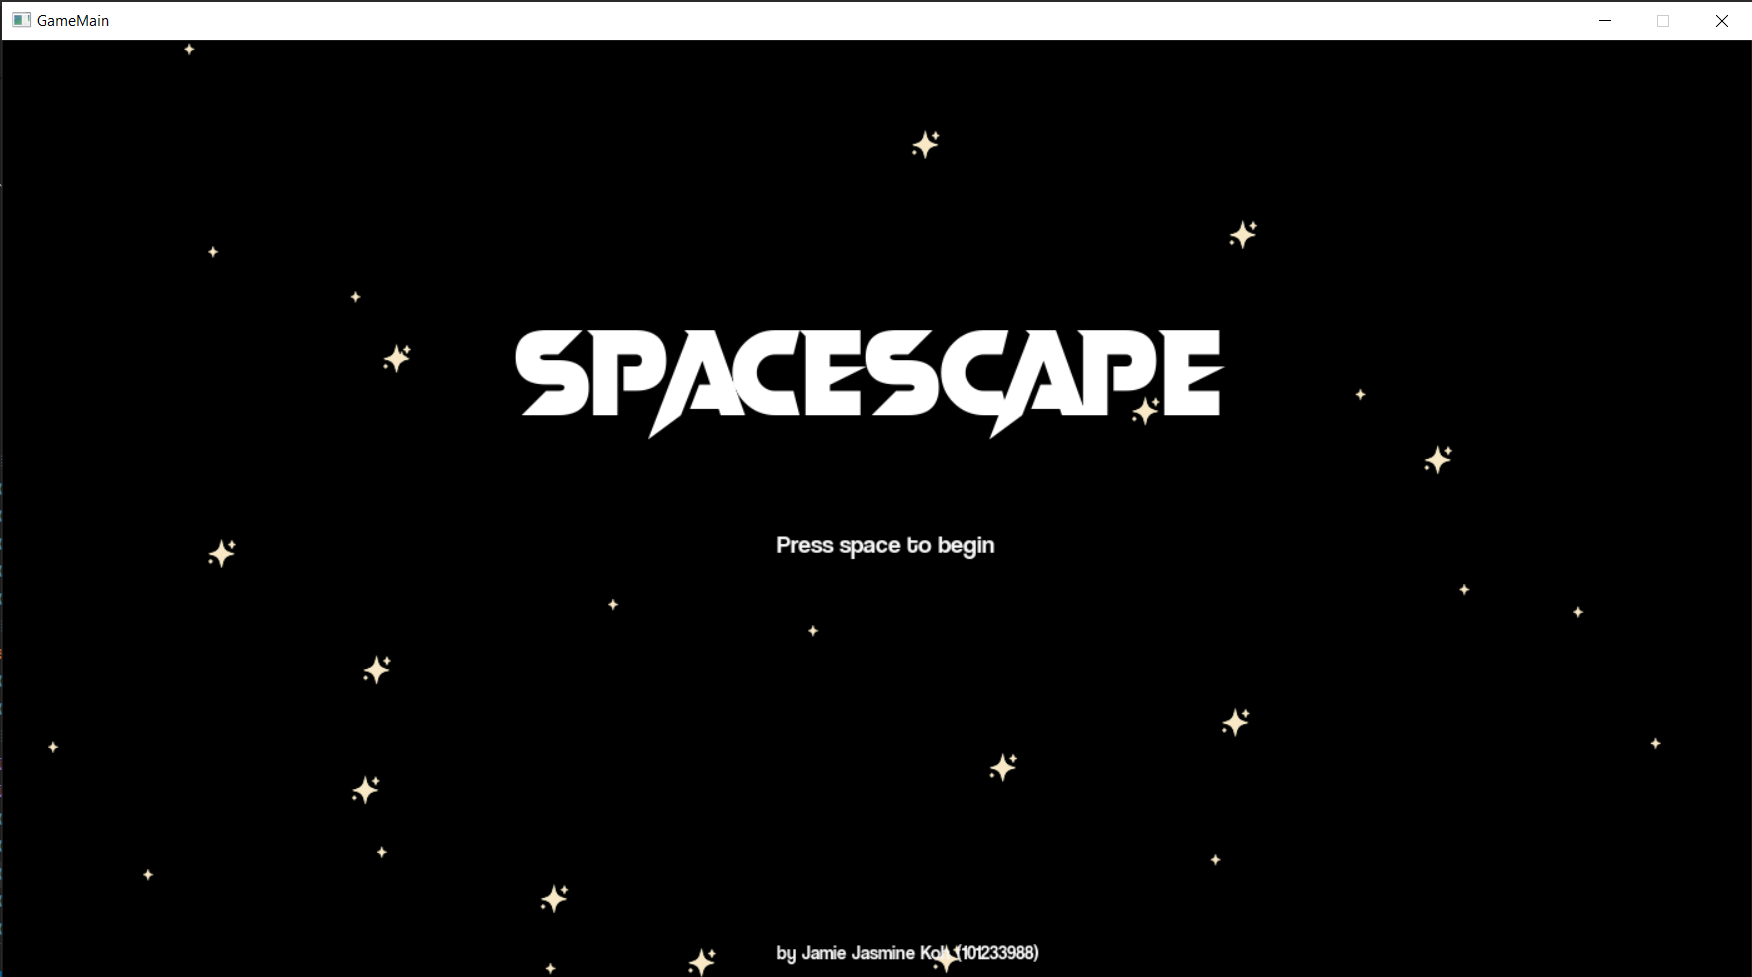 GameMain
SPACESCAPE
Press space to begin
by Jamie Jasmine (101233988)